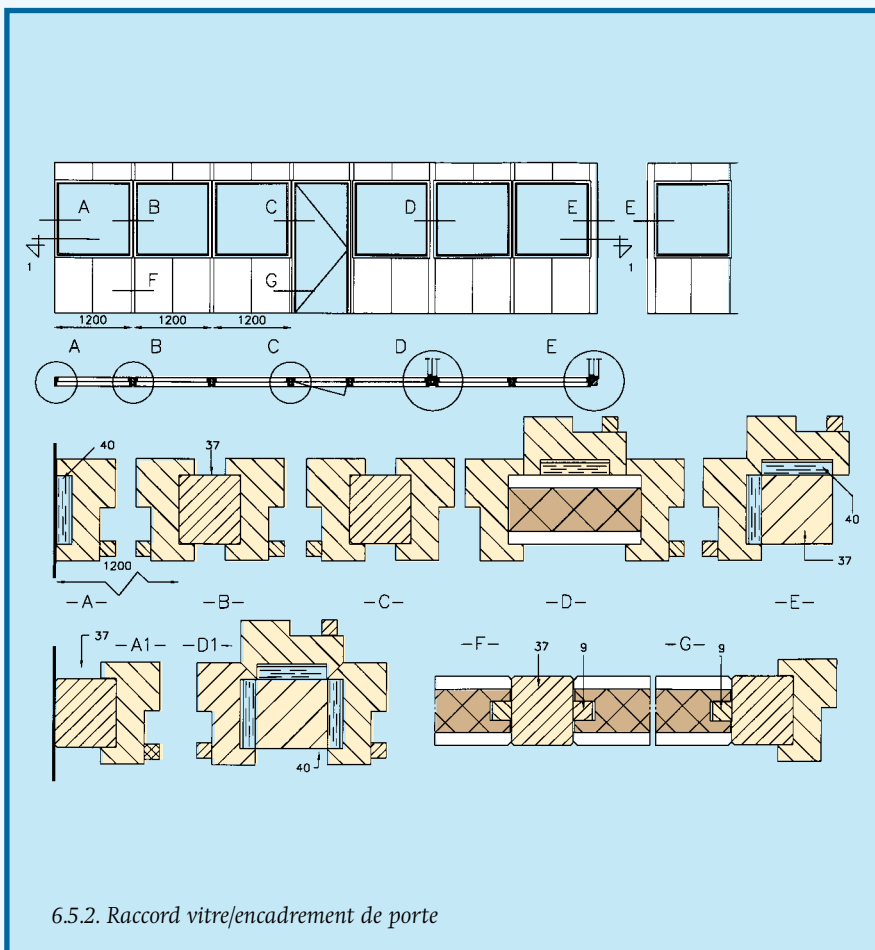 A B C D E E
1 1
F G
1200 1200 1200
A B C D E
40 37 40
37
1200
-A- -B- -C- -D- -E-
37 -A1- -D1- -F- 37 9 -G- 9
40
6.5.2. Raccord vitre/encadrement de porte